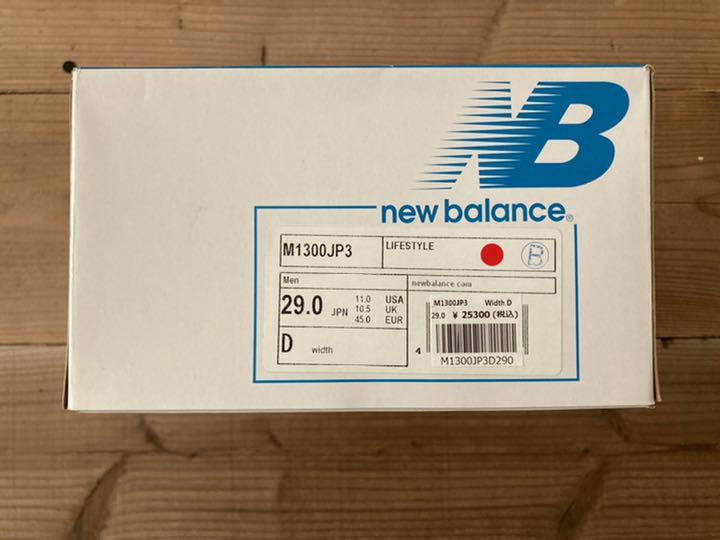 NB
new balance®
M1300JP3
LIFESTYLE
B
Men
newbalance.com
29.0 JPN
11.0 USA
10.5 UK
45.0 EUR
D width
M1300JP3 Width D
29.0 ¥ 25300 (税込)
4
M1300JP3D290